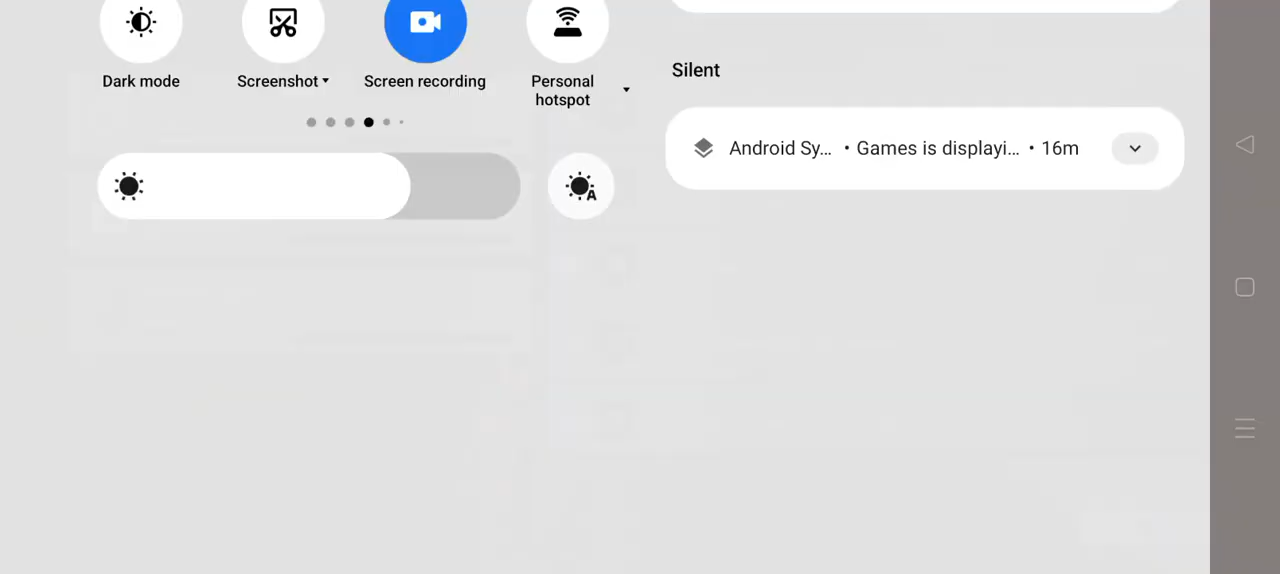 Dark mode
Screenshot
Screen recording
Personal
hotspot
A
Silent
Android Sy... • Games is displayi... • 16m